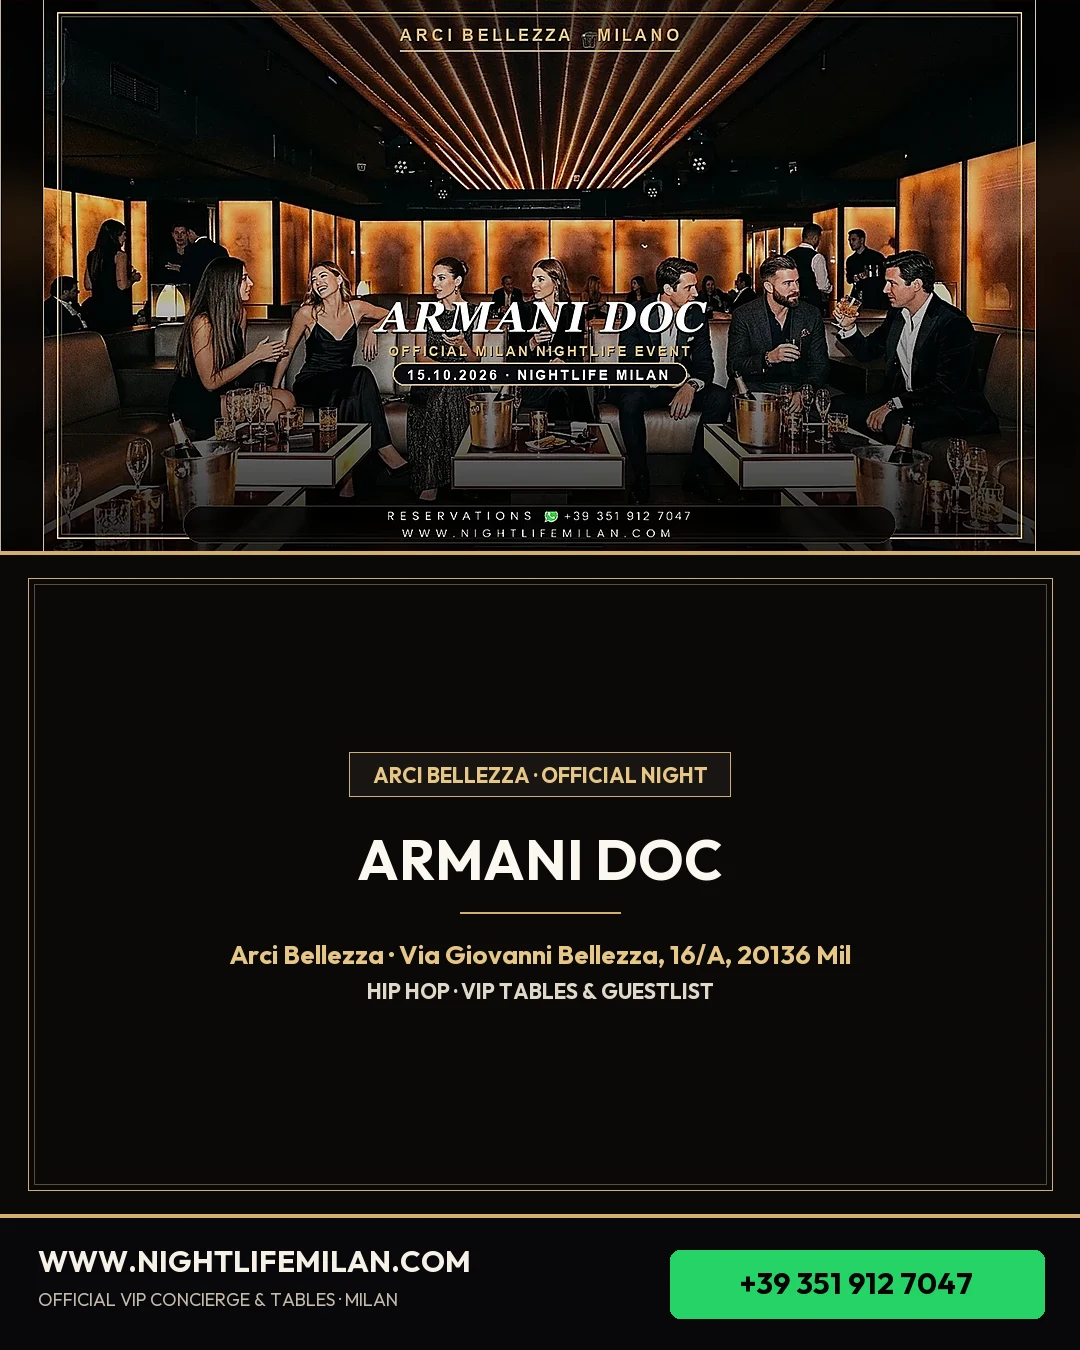 ARCI BELLEZZA MILANO
ARMANI DOC
OFFICIAL MILAN NIGHTLIFE EVENT
15.10.2026 · NIGHTLIFE MILAN
RESERVATIONS +39 351 912 7047
WWW.NIGHTLIFEMILAN.COM
ARCI BELLEZZA · OFFICIAL NIGHT
ARMANI DOC
Arci Bellezza · Via Giovanni Bellezza, 16/A, 20136 Mil
HIP HOP · VIP TABLES & GUESTLIST
WWW.NIGHTLIFEMILAN.COM
+39 351 912 7047
OFFICIAL VIP CONCIERGE & TABLES · MILAN